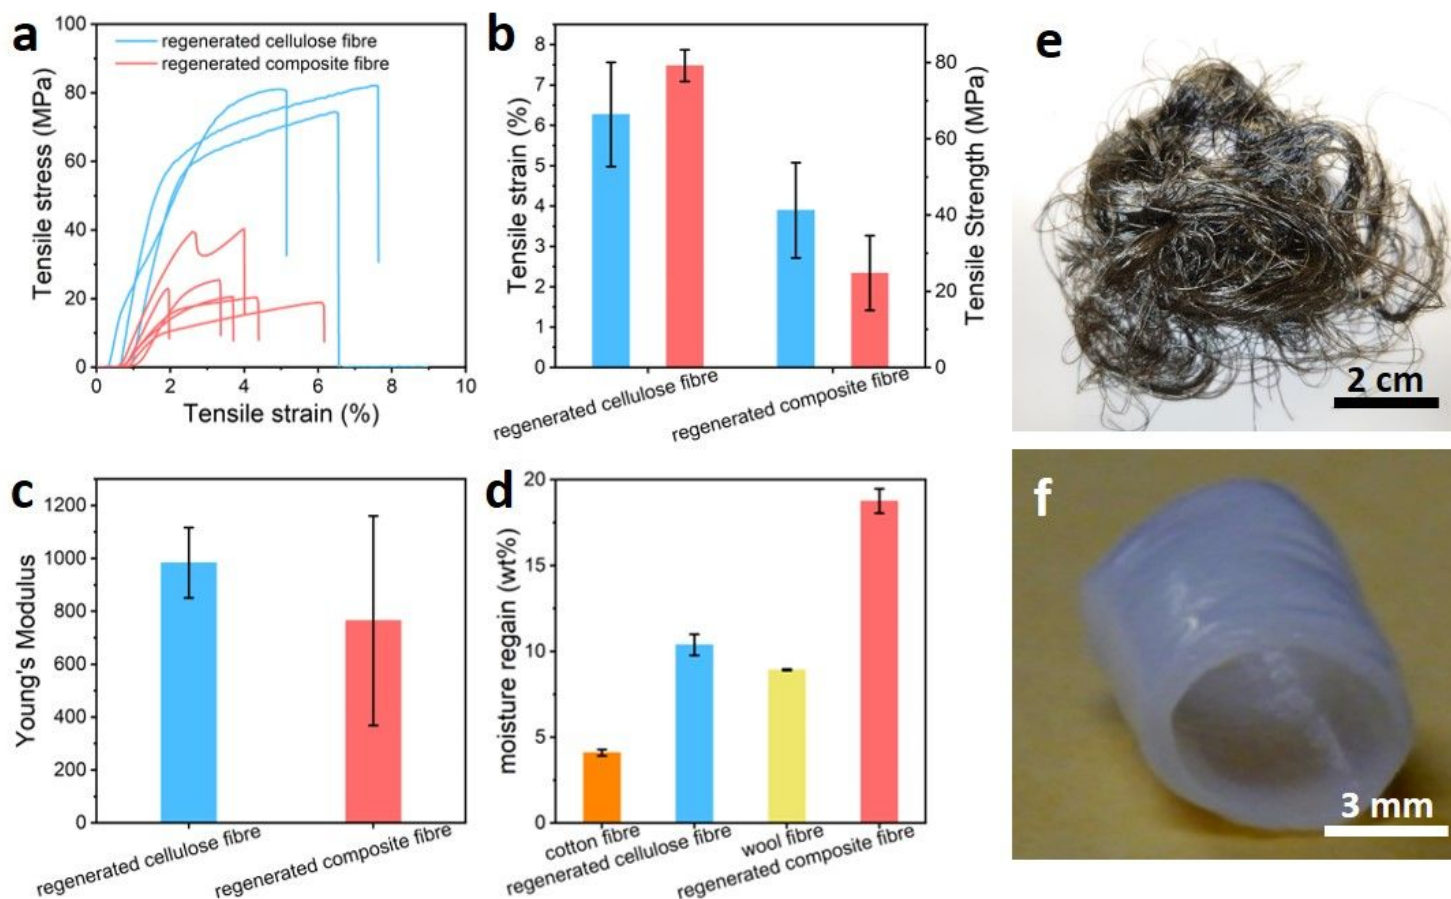 a
100
80
60
40
20
0
0 2 4 6 8 10
Tensile stress (MPa)
Tensile strain (%)
regenerated cellulose fibre
regenerated composite fibre
b
8
7
6
5
4
3
2
1
0
Tensile strain (%)
80
60
40
20
0
Tensile Strength (MPa)
regenerated cellulose fibre
regenerated composite fibre
e
2 cm
c
1200
1000
800
600
400
200
0
Young's Modulus
regenerated cellulose fibre
regenerated composite fibre
d
20
15
10
5
0
moisture regain (wt%)
cotton fibre
regenerated cellulose fibre
wool fibre
regenerated composite fibre
f
3 mm